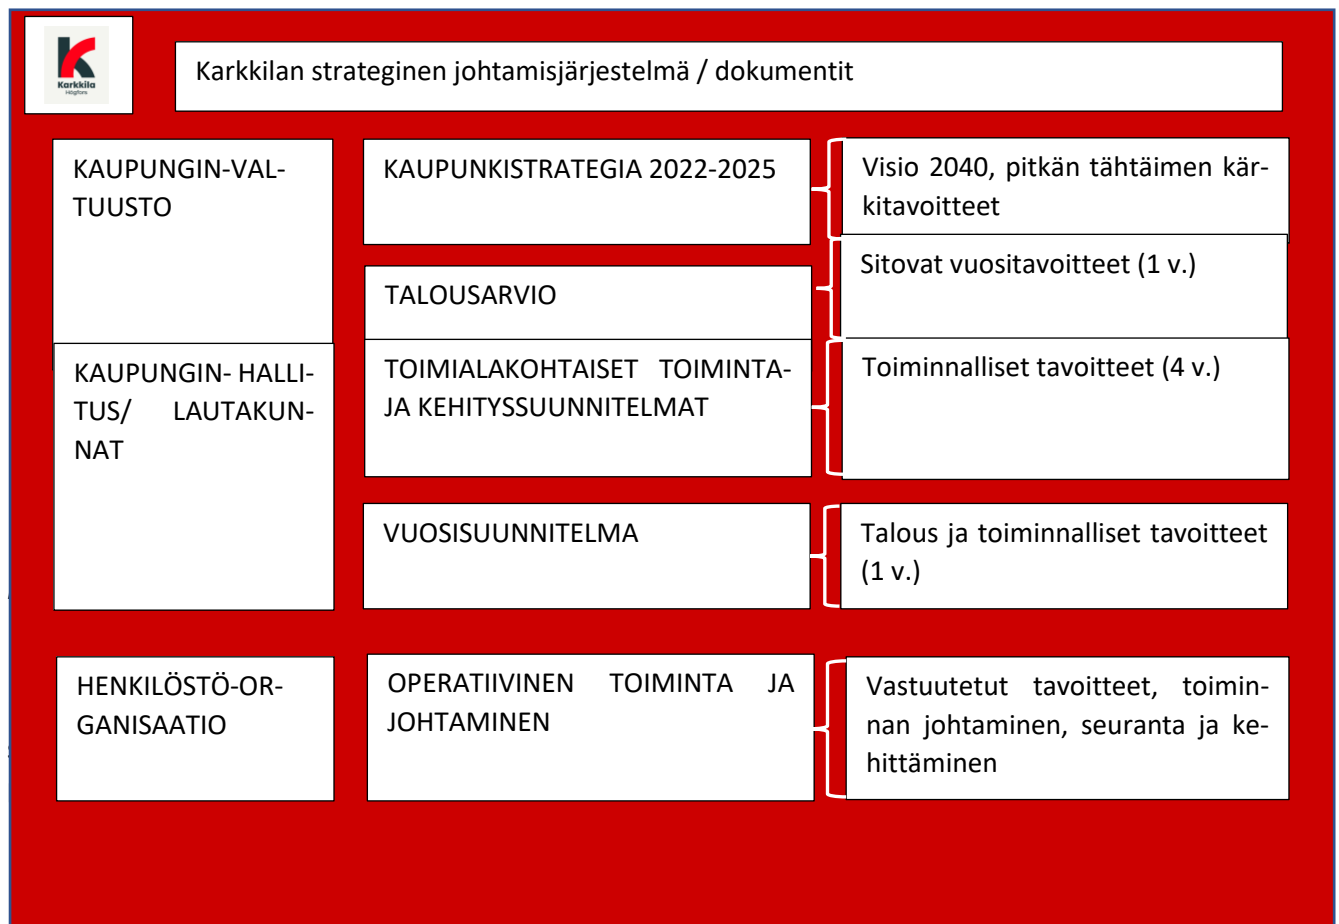 Karkkila
Högfors
Karkkilan strateginen johtamisjärjestelmä / dokumentit
KAUPUNGIN-VAL-
TUUSTO
KAUPUNKISTRATEGIA 2022-2025
Visio 2040, pitkän tähtäimen kär-
kitavoitteet
TALOUSARVIO
Sitovat vuositavoitteet (1 v.)
KAUPUNGIN- HALLI-
TUS/ LAUTAKUN-
NAT
TOIMIALAKOHTAISET TOIMINTA-
JA KEHITYSSUUNNITELMAT
Toiminnalliset tavoitteet (4 v.)
VUOSISUUNNITELMA
Talous ja toiminnalliset tavoitteet
(1 v.)
HENKILÖSTÖ-OR-
GANISAATIO
OPERATIIVINEN TOIMINTA JA
JOHTAMINEN
Vastuutetut tavoitteet, toimin-
nan johtaminen, seuranta ja ke-
hittäminen